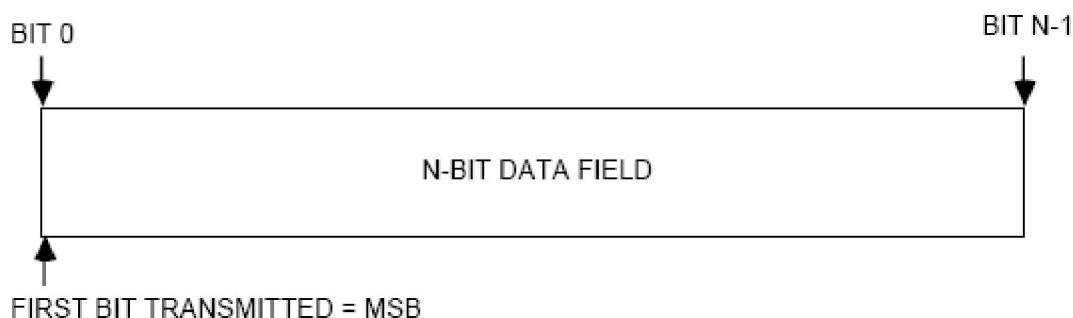 BIT 0
BIT N-1
N-BIT DATA FIELD
FIRST BIT TRANSMITTED = MSB